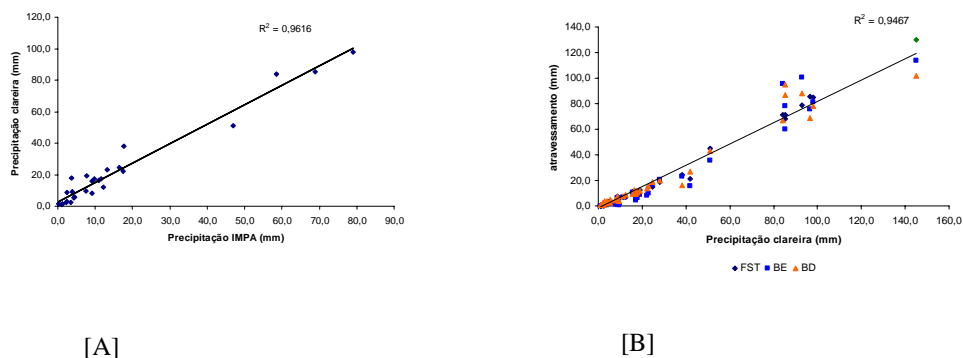 R² = 0,9616
Precipitação clareira (mm)
120,0
100,0
80,0
60,0
40,0
20,0
0,0
0,0 10,0 20,0 30,0 40,0 50,0 60,0 70,0 80,0
Precipitação IMPA (mm)
[A]
R² = 0,9467
atravessamento (mm)
140,0
120,0
100,0
80,0
60,0
40,0
20,0
0,0
0,0 20,0 40,0 60,0 80,0 100,0 120,0 140,0 160,0
Precipitação clareira (mm)
FST BE BD
[B]